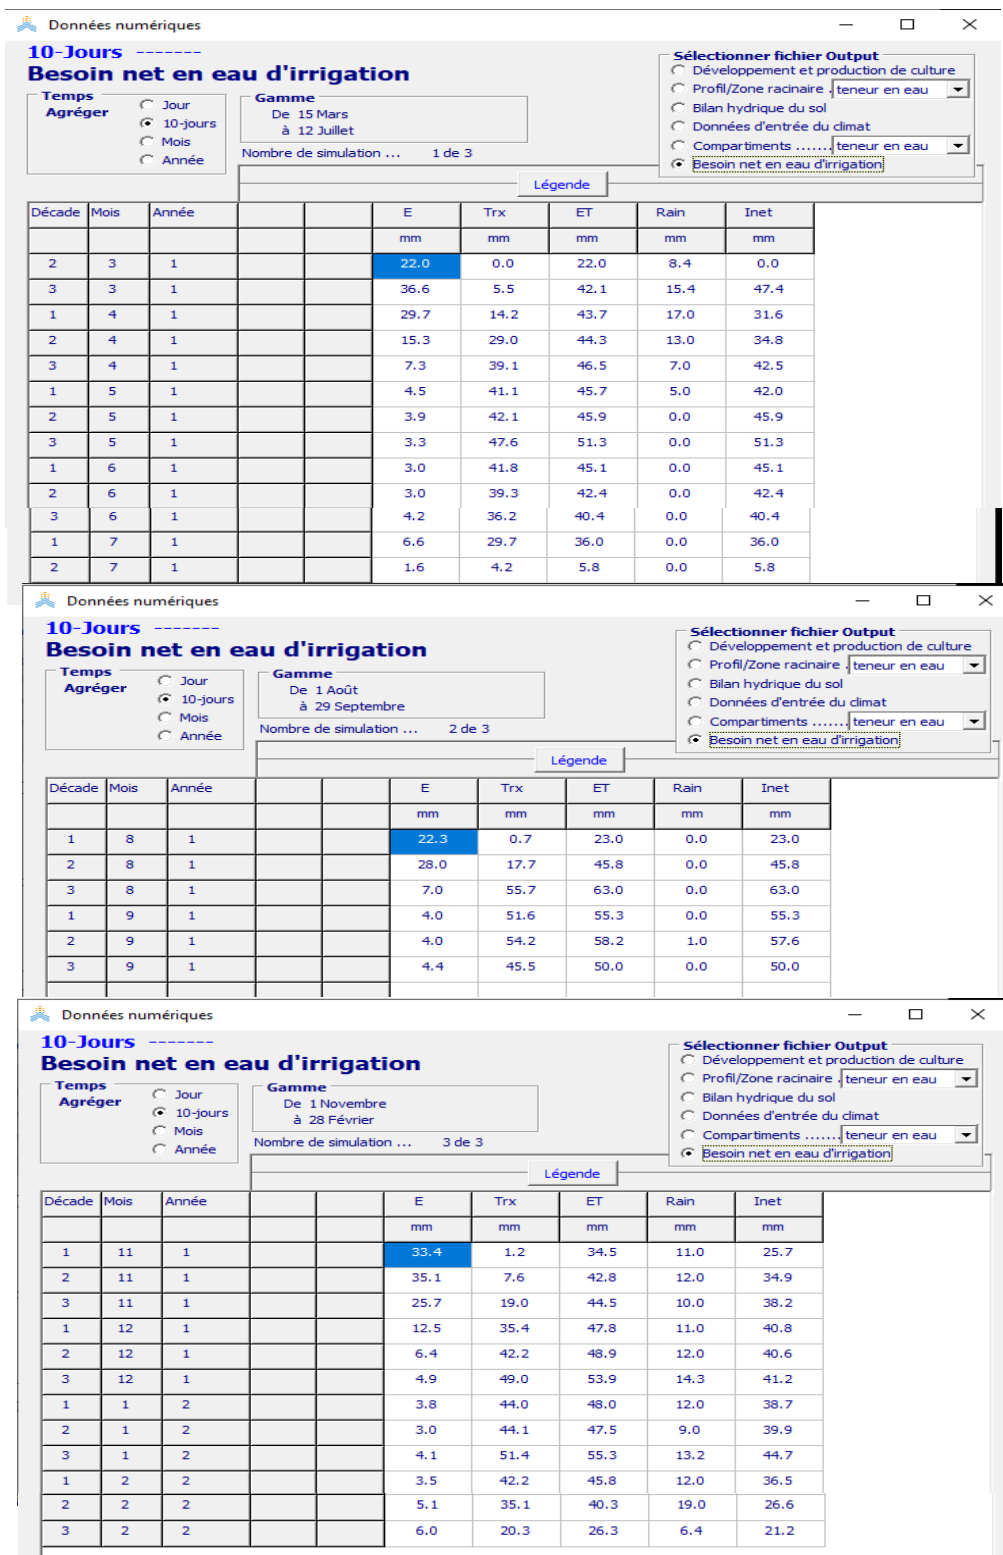 Données numériques
10-Jours -------
Besoin net en eau d'irrigation
Temps
Agréger
Jour
10-jours
Mois
Année
Gamme
De 15 Mars
à 12 Juillet
Nombre de simulation ... 1 de 3
Sélectionner fichier Output
Développement et production de culture
Profil/Zone racinaire . teneur en eau
Bilan hydrique du sol
Données d'entrée du climat
Compartiments ....... teneur en eau
Besoin net en eau d'irrigation
Légende
Décade Mois Année E Trx ET Rain Inet
mm mm mm mm mm
2 3 1 22.0 0.0 22.0 8.4 0.0
3 3 1 36.6 5.5 42.1 15.4 47.4
1 4 1 29.7 14.2 43.7 17.0 31.6
2 4 1 15.3 29.0 44.3 13.0 34.8
3 4 1 7.3 39.1 46.5 7.0 42.5
1 5 1 4.5 41.1 45.7 5.0 42.0
2 5 1 3.9 42.1 45.9 0.0 45.9
3 5 1 3.3 47.6 51.3 0.0 51.3
1 6 1 3.0 41.8 45.1 0.0 45.1
2 6 1 3.0 39.3 42.4 0.0 42.4
3 6 1 4.2 36.2 40.4 0.0 40.4
1 7 1 6.6 29.7 36.0 0.0 36.0
2 7 1 1.6 4.2 5.8 0.0 5.8
Données numériques
10-Jours -------
Besoin net en eau d'irrigation
Temps
Agréger
Jour
10-jours
Mois
Année
Gamme
De 1 Août
à 29 Septembre
Nombre de simulation ... 2 de 3
Sélectionner fichier Output
Développement et production de culture
Profil/Zone racinaire . teneur en eau
Bilan hydrique du sol
Données d'entrée du climat
Compartiments ....... teneur en eau
Besoin net en eau d'irrigation
Légende
Décade Mois Année E Trx ET Rain Inet
mm mm mm mm mm
1 8 1 22.3 0.7 23.0 0.0 23.0
2 8 1 28.0 17.7 45.8 0.0 45.8
3 8 1 7.0 55.7 63.0 0.0 63.0
1 9 1 4.0 51.6 55.3 0.0 55.3
2 9 1 4.0 54.2 58.2 1.0 57.6
3 9 1 4.4 45.5 50.0 0.0 50.0
Données numériques
10-Jours -------
Besoin net en eau d'irrigation
Temps
Agréger
Jour
10-jours
Mois
Année
Gamme
De 1 Novembre
à 28 Février
Nombre de simulation ... 3 de 3
Sélectionner fichier Output
Développement et production de culture
Profil/Zone racinaire . teneur en eau
Bilan hydrique du sol
Données d'entrée du climat
Compartiments ....... teneur en eau
Besoin net en eau d'irrigation
Légende
Décade Mois Année E Trx ET Rain Inet
mm mm mm mm mm
1 11 1 33.4 1.2 34.5 11.0 25.7
2 11 1 35.1 7.6 42.8 12.0 34.9
3 11 1 25.7 19.0 44.5 10.0 38.2
1 12 1 12.5 35.4 47.8 11.0 40.8
2 12 1 6.4 42.2 48.9 12.0 40.6
3 12 1 4.9 49.0 53.9 14.3 41.2
1 1 2 3.8 44.0 48.0 12.0 38.7
2 1 2 3.0 44.1 47.5 9.0 39.9
3 1 2 4.1 51.4 55.3 13.2 44.7
1 2 2 3.5 42.2 45.8 12.0 36.5
2 2 2 5.1 35.1 40.3 19.0 26.6
3 2 2 6.0 20.3 26.3 6.4 21.2